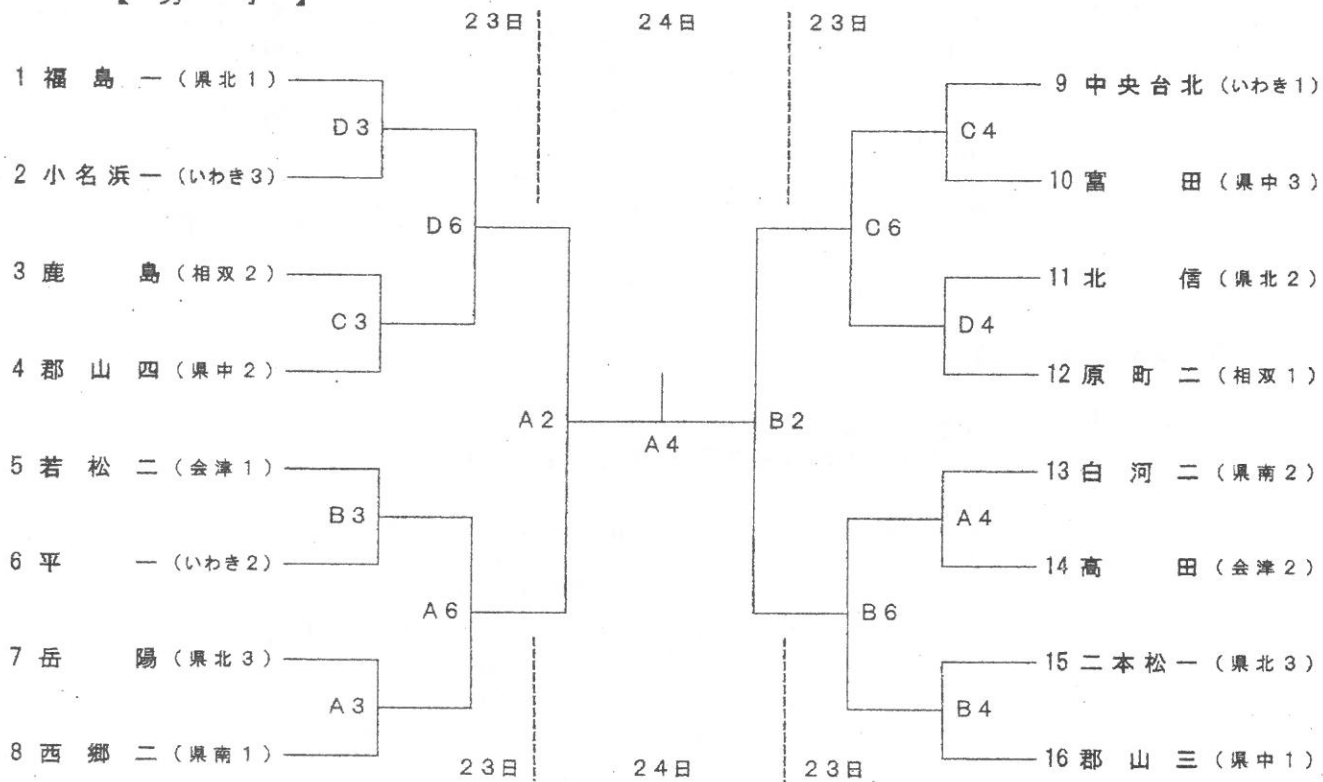 【 男 子 】
23日 24日 23日
1 福島一 (県北1)
D3
2 小名浜一 (いわき3)
D6
3 鹿島 (相双2)
C3
4 郡山四 (県中2)
A2
5 若松二 (会津1)
B3
6 平一 (いわき2)
A6
7 岳陽 (県北3)
A3
8 西郷二 (県南1)
A4
9 中央台北 (いわき1)
C4
10 富田 (県中3)
C6
11 北信 (県北2)
D4
12 原町二 (相双1)
B2
13 白河二 (県南2)
A4
14 高田 (会津2)
B6
15 二本松一 (県北3)
B4
16 郡山三 (県中1)
23日 24日 23日